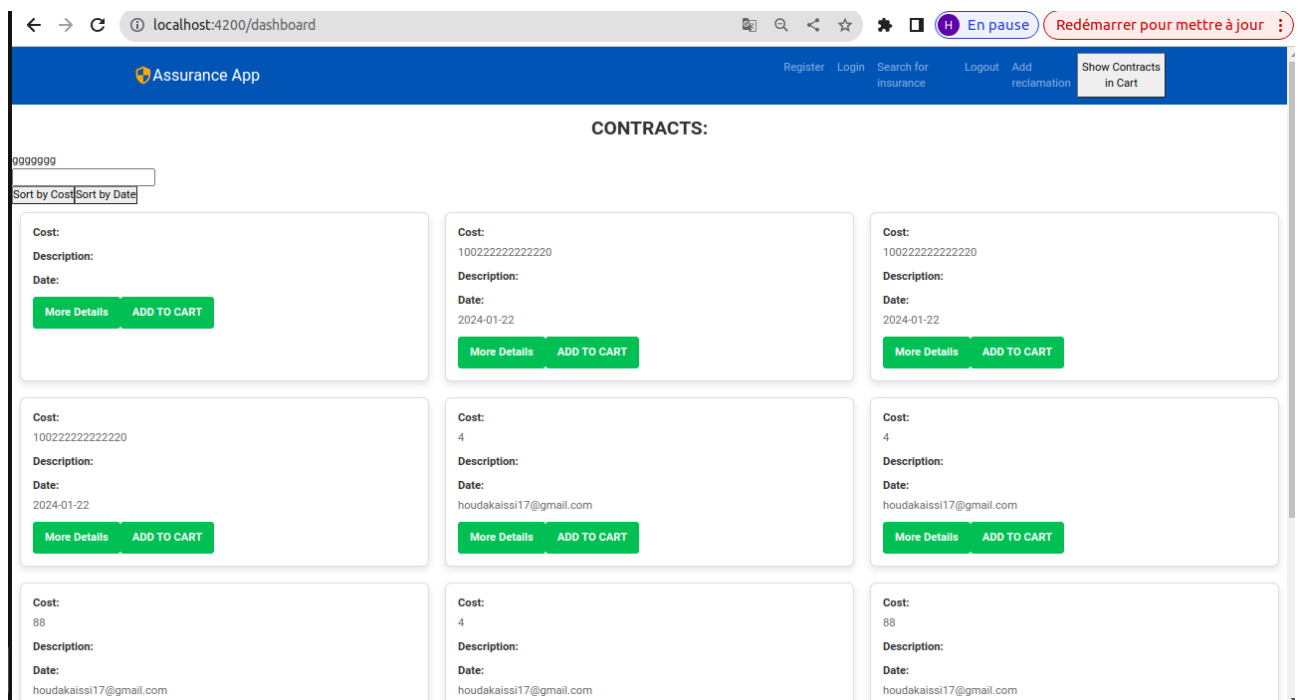 localhost:4200/dashboard
H En pause
Redémarrer pour mettre à jour
Assurance App
Register Login Search for insurance Logout Add reclamation Show Contracts in Cart
CONTRACTS:
ggggggg
Sort by Cost Sort by Date
Cost:
Description:
Date:
More Details ADD TO CART
Cost:
100222222222220
Description:
Date:
2024-01-22
More Details ADD TO CART
Cost:
100222222222220
Description:
Date:
2024-01-22
More Details ADD TO CART
Cost:
100222222222220
Description:
Date:
2024-01-22
More Details ADD TO CART
Cost:
4
Description:
Date:
houdakaissi17@gmail.com
More Details ADD TO CART
Cost:
4
Description:
Date:
houdakaissi17@gmail.com
More Details ADD TO CART
Cost:
88
Description:
Date:
houdakaissi17@gmail.com
Cost:
4
Description:
Date:
houdakaissi17@gmail.com
Cost:
88
Description:
Date:
houdakaissi17@gmail.com